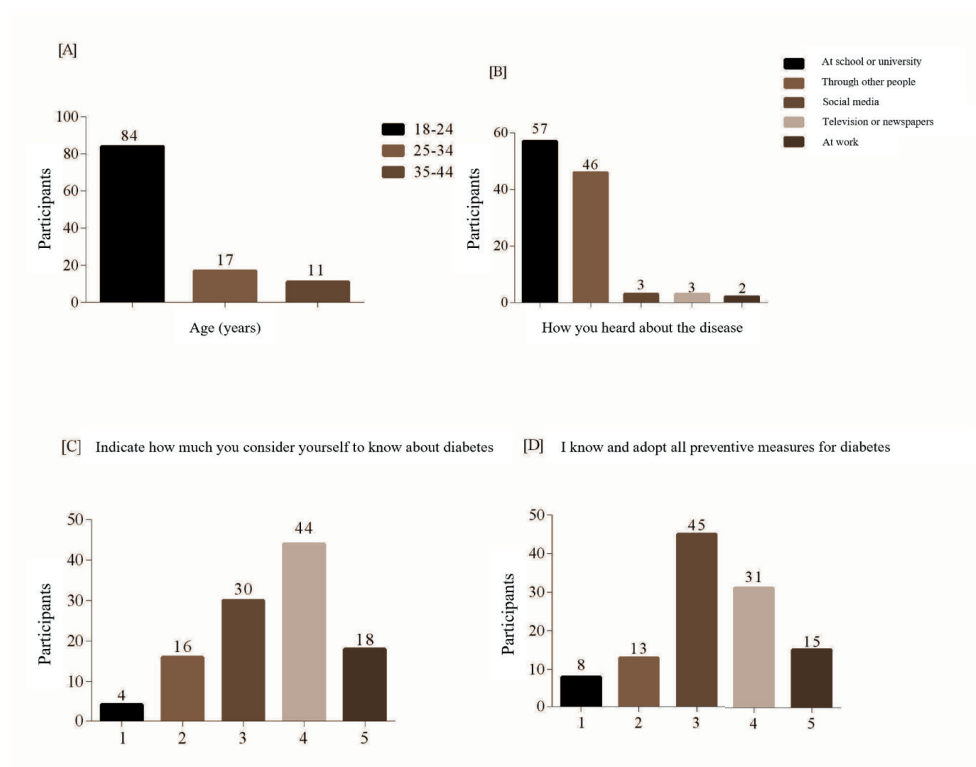 [A]
100
80
60
40
20
0
Participants
84
17
11
Age (years)
18-24
25-34
35-44
[B]
60
40
20
0
Participants
57
46
3
3
2
How you heard about the disease
At school or university
Through other people
Social media
Television or newspapers
At work
[C] Indicate how much you consider yourself to know about diabetes
50
40
30
20
10
0
Participants
4
16
30
44
18
1 2 3 4 5
[D] I know and adopt all preventive measures for diabetes
50
40
30
20
10
0
Participants
8
13
45
31
15
1 2 3 4 5